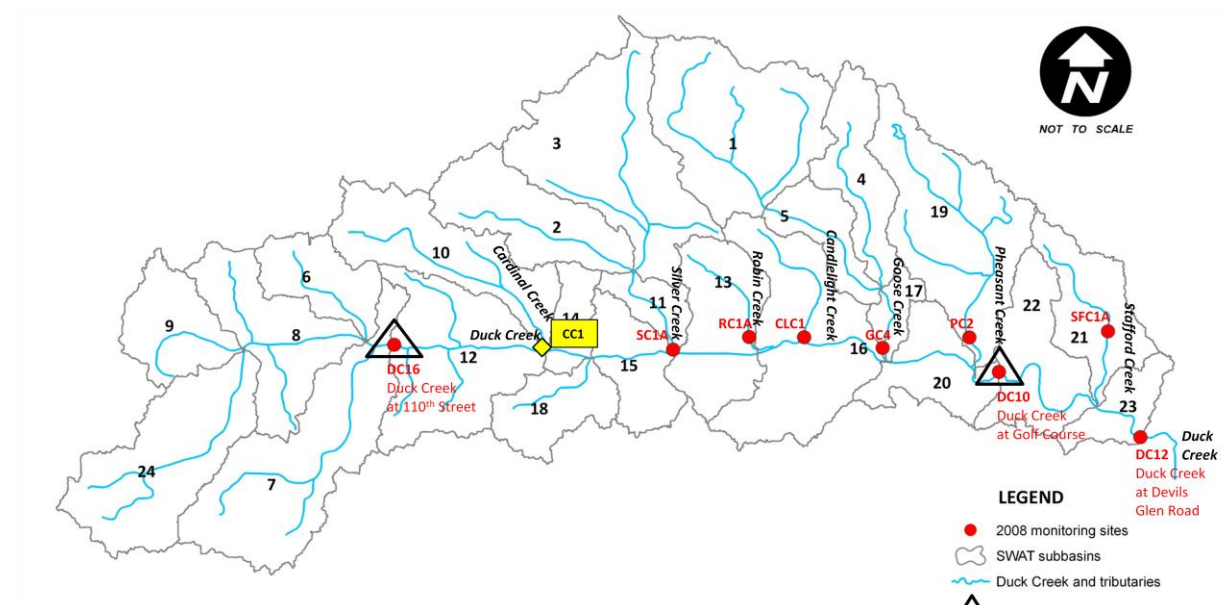 N
NOT TO SCALE
3
1
4
5
19
2
6
10
Cardinal Creek
11
Silver Creek
13
Robin Creek
Candlelight Creek
Goose Creek
17
Pheasant Creek
22
21
SFC1A
Stafford Creek
9
8
12
Duck Creek
14
CC1
15
SC1A
RC1A
CLC1
16
GC4
PC2
20
18
DC16
Duck Creek
at 110th Street
DC10
Duck Creek
at Golf Course
23
Duck
Creek
DC12
Duck Creek
at Devils
Glen Road
24
7
LEGEND
2008 monitoring sites
SWAT subbasins
Duck Creek and tributaries